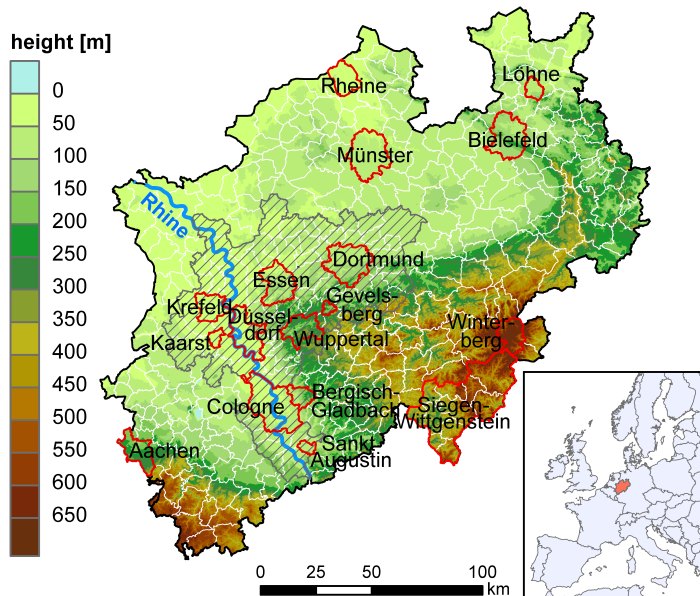 height [m]
0
50
100
150
200
250
300
350
400
450
500
550
600
650
Löhne
Rheine
Bielefeld
Münster
Rhine
Dortmund
Essen
Gevels-
berg
Krefeld
Düssel-
dorf
Winter-
berg
Kaarst
Wuppertal
Bergisch-
Gladbach
Cologne
Siegen-
Wittgenstein
Sankt-
Augustin
Aachen
0
25
50
100
km